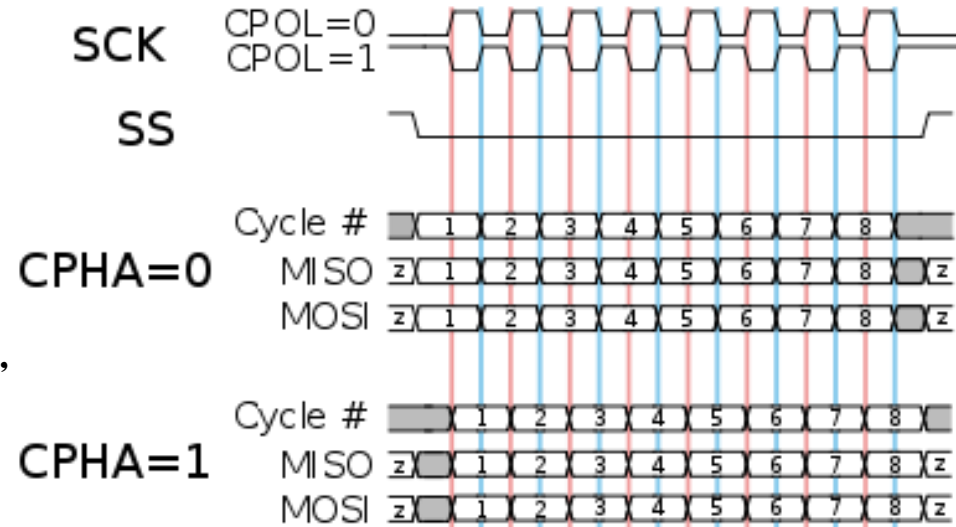 SCK CPOL=0
CPOL=1
SS
Cycle # 1 2 3 4 5 6 7 8
CPHA=0 MISO z 1 2 3 4 5 6 7 8 z
MOSI z 1 2 3 4 5 6 7 8 z
,
Cycle # 1 2 3 4 5 6 7 8
CPHA=1 MISO z 1 2 3 4 5 6 7 8 z
MOSI z 1 2 3 4 5 6 7 8 z